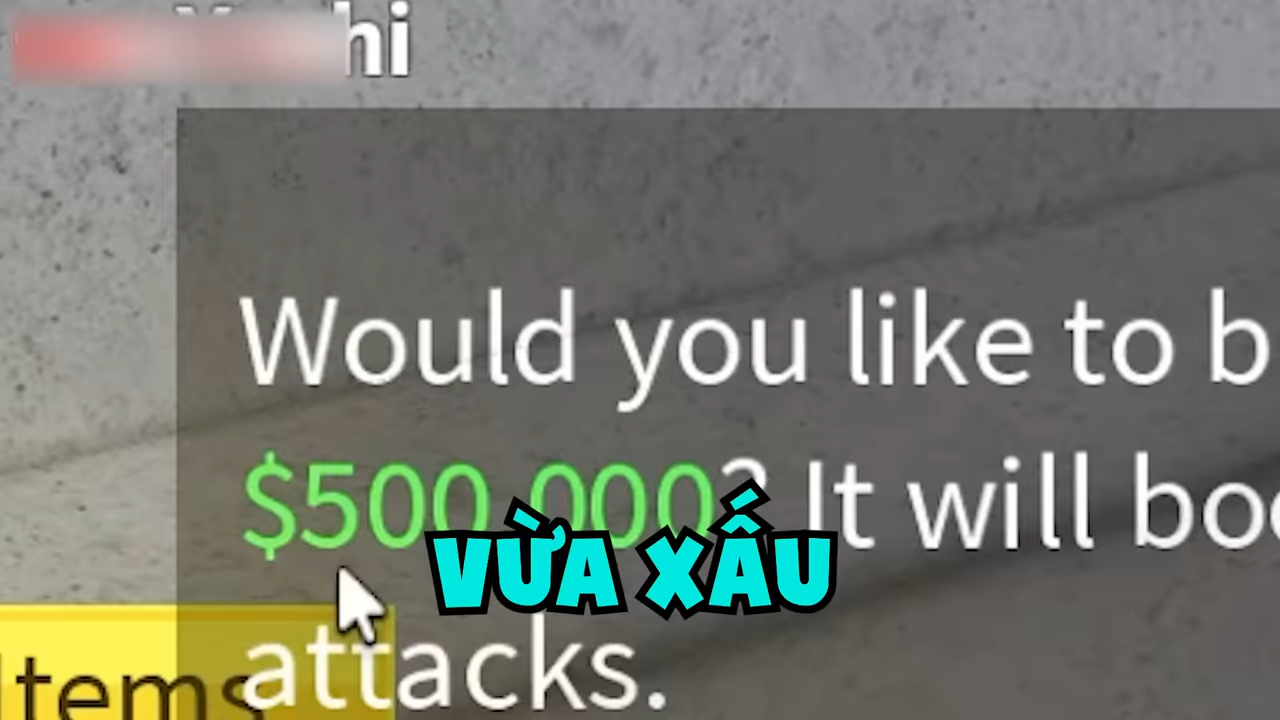 hi
Would you like to b
$500,000? It will boo
VỪA XẤU
attacks.
Items